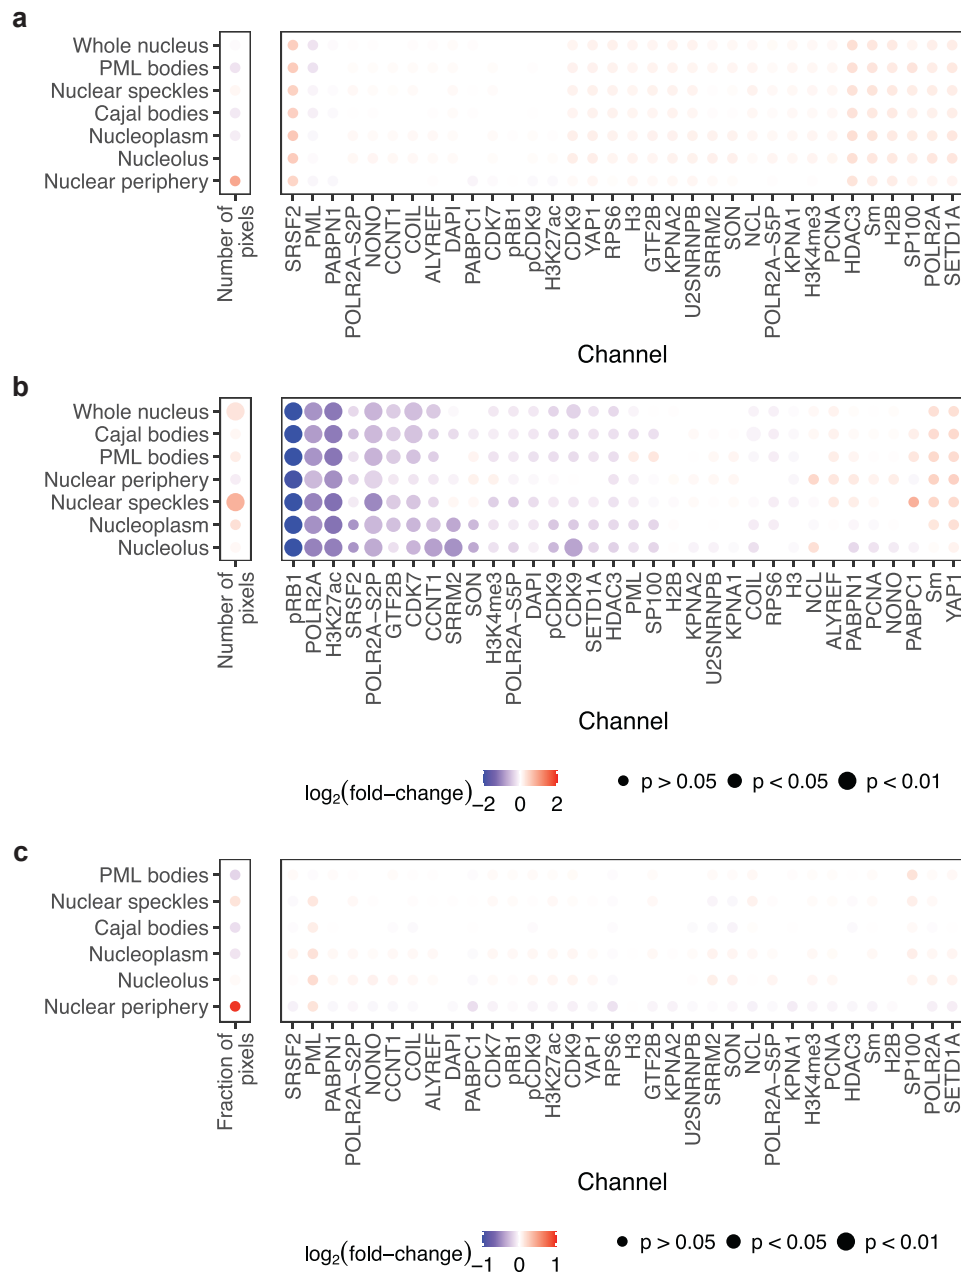 a
Whole nucleus
PML bodies
Nuclear speckles
Cajal bodies
Nucleoplasm
Nucleolus
Nuclear periphery
Number of
pixels
SRSF2
PML
PABPN1
POLR2A−S2P
NONO
CCNT1
COIL
ALYREF
DAPI
PABPC1
CDK7
pRB1
pCDK9
H3K27ac
CDK9
YAP1
RPS6
H3
GTF2B
KPNA2
U2SNRNPB
SRRM2
SON
NCL
POLR2A−S5P
KPNA1
H3K4me3
PCNA
HDAC3
Sm
H2B
SP100
POLR2A
SETD1A
Channel
b
Whole nucleus
Cajal bodies
PML bodies
Nuclear periphery
Nuclear speckles
Nucleoplasm
Nucleolus
Number of
pixels
pRB1
POLR2A
H3K27ac
SRSF2
POLR2A−S2P
GTF2B
CDK7
CCNT1
SRRM2
SON
H3K4me3
POLR2A−S5P
DAPI
pCDK9
CDK9
SETD1A
HDAC3
PML
SP100
H2B
KPNA2
U2SNRNPB
KPNA1
COIL
RPS6
H3
NCL
ALYREF
PABPN1
PCNA
NONO
PABPC1
Sm
YAP1
Channel
log2(fold−change)
−2 0 2
p > 0.05 p < 0.05 p < 0.01
c
PML bodies
Nuclear speckles
Cajal bodies
Nucleoplasm
Nucleolus
Nuclear periphery
Fraction of
pixels
SRSF2
PML
PABPN1
POLR2A−S2P
NONO
CCNT1
COIL
ALYREF
DAPI
PABPC1
CDK7
pRB1
pCDK9
H3K27ac
CDK9
YAP1
RPS6
H3
GTF2B
KPNA2
U2SNRNPB
SRRM2
SON
NCL
POLR2A−S5P
KPNA1
H3K4me3
PCNA
HDAC3
Sm
H2B
SP100
POLR2A
SETD1A
Channel
log2(fold−change)
−1 0 1
p > 0.05 p < 0.05 p < 0.01